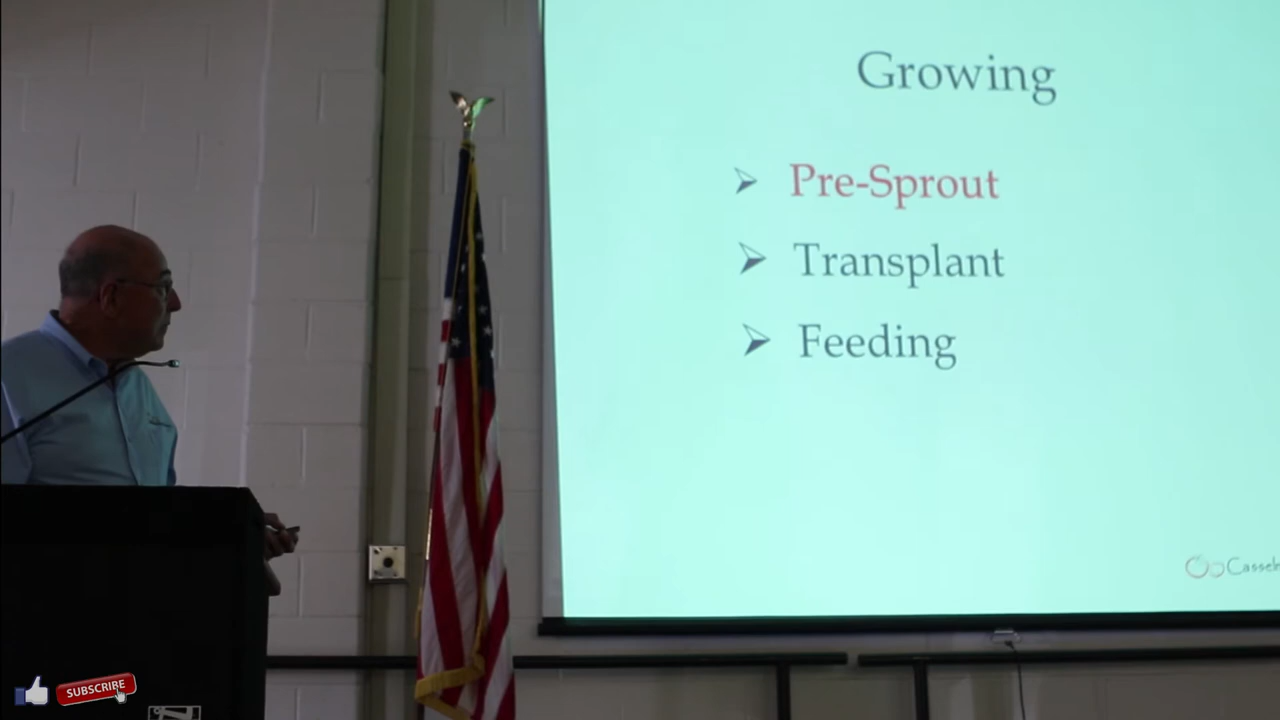 Growing
Pre-Sprout
Transplant
Feeding
SUBSCRIBE